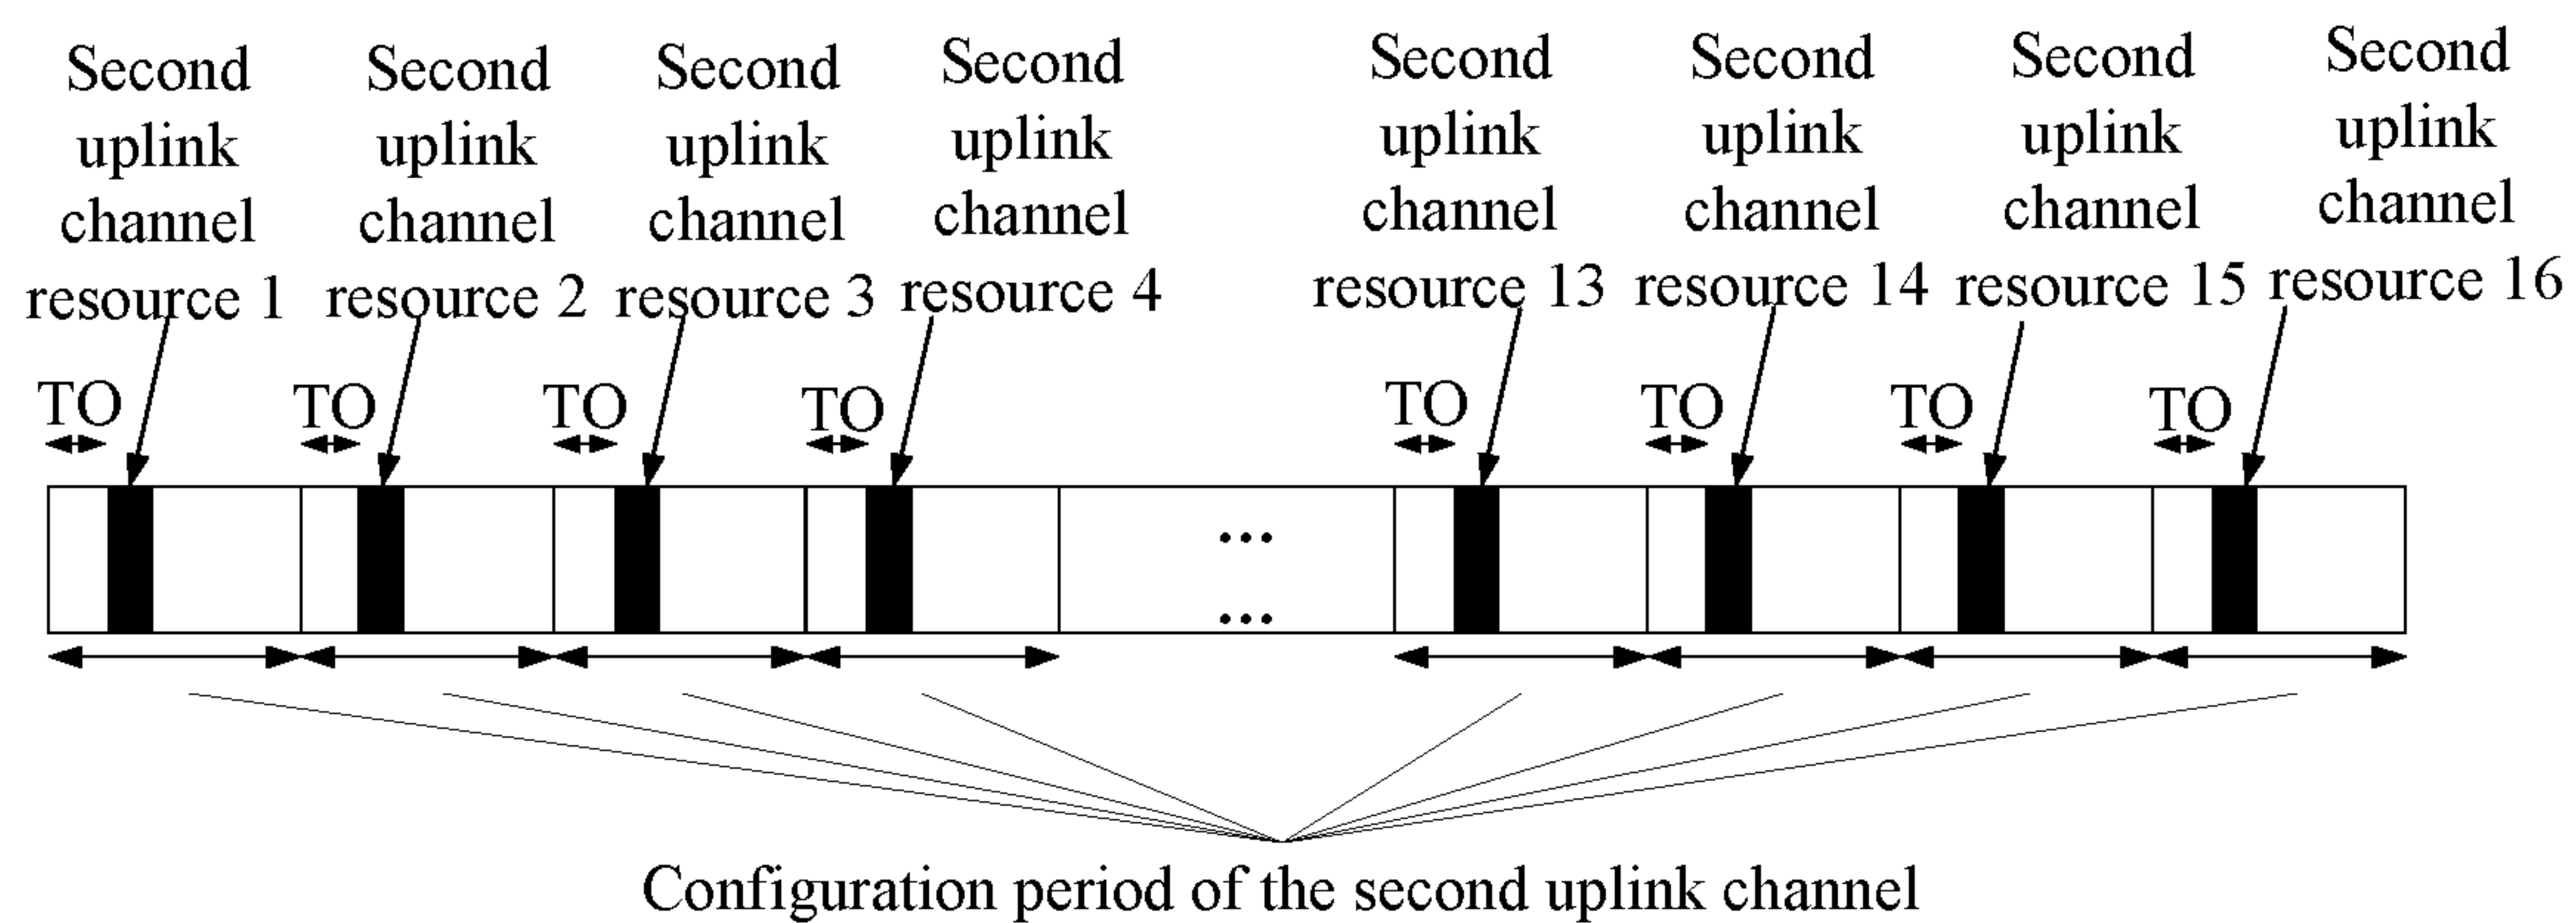 Second
uplink
channel
resource 1
Second
uplink
channel
resource 2
Second
uplink
channel
resource 3
Second
uplink
channel
resource 4
Second
uplink
channel
resource 13
Second
uplink
channel
resource 14
Second
uplink
channel
resource 15
Second
uplink
channel
resource 16
TO
TO
TO
TO
TO
TO
TO
TO
...
...
Configuration period of the second uplink channel